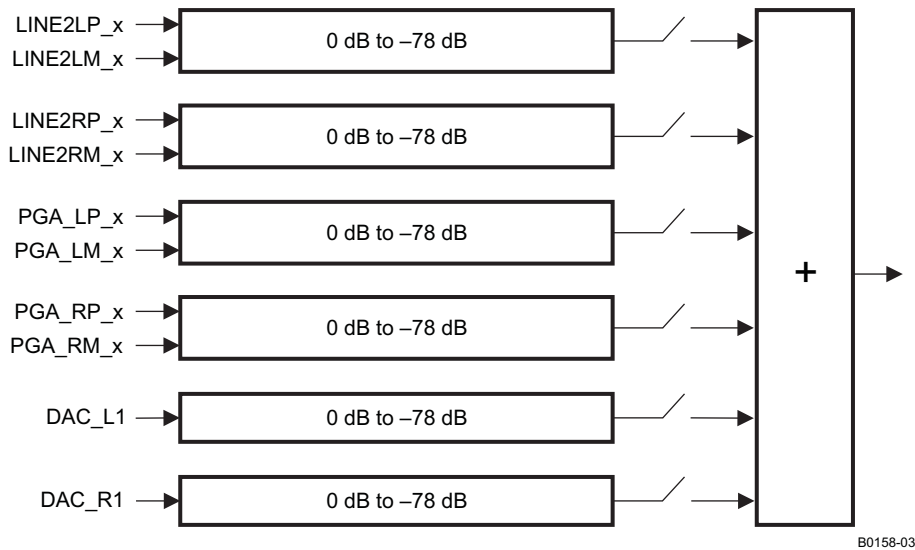 LINE2LP_x
LINE2LM_x
0 dB to –78 dB
LINE2RP_x
LINE2RM_x
0 dB to –78 dB
PGA_LP_x
PGA_LM_x
0 dB to –78 dB
PGA_RP_x
PGA_RM_x
0 dB to –78 dB
DAC_L1
0 dB to –78 dB
DAC_R1
0 dB to –78 dB
+
B0158-03